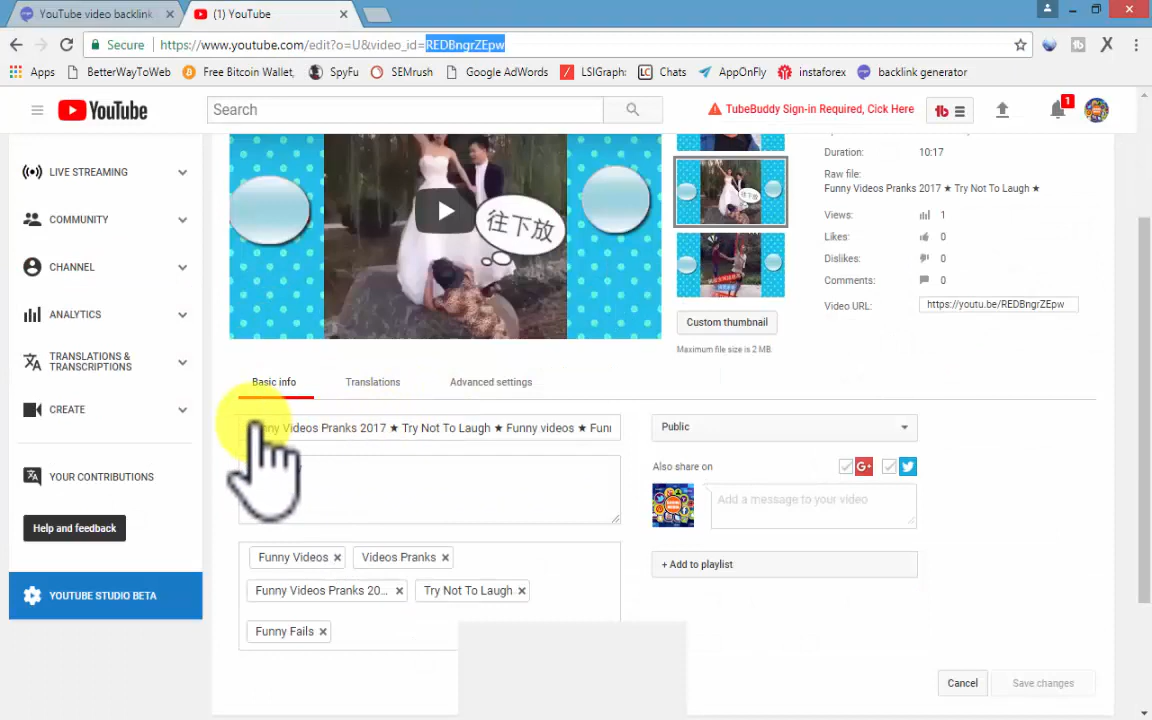 YouTube video backlink
(1) YouTube
Secure
https://www.youtube.com/edit?o=U&video_id=REDBngrZEpw
Apps
BetterWayToWeb
Free Bitcoin Wallet,
SpyFu
SEMrush
Google AdWords
LSIGraph:
Chats
AppOnFly
instaforex
backlink generator
YouTube
Search
TubeBuddy Sign-in Required, Cick Here
1
LIVE STREAMING
COMMUNITY
CHANNEL
ANALYTICS
TRANSLATIONS &
TRANSCRIPTIONS
CREATE
YOUR CONTRIBUTIONS
Help and feedback
YOUTUBE STUDIO BETA
往下放
Custom thumbnail
Maximum file size is 2 MB
Duration: 10:17
Raw file:
Funny Videos Pranks 2017 ★ Try Not To Laugh ★
Views: 1
Likes: 0
Dislikes: 0
Comments: 0
Video URL: https://youtu.be/REDBngrZEpw
Basic info
Translations
Advanced settings
Videos Pranks 2017 ★ Try Not To Laugh ★ Funny videos ★ Funi
Public
Also share on
Add a message to your video
+ Add to playlist
Funny Videos × Videos Pranks ×
Funny Videos Pranks 20... × Try Not To Laugh ×
Funny Fails ×
Cancel
Save changes